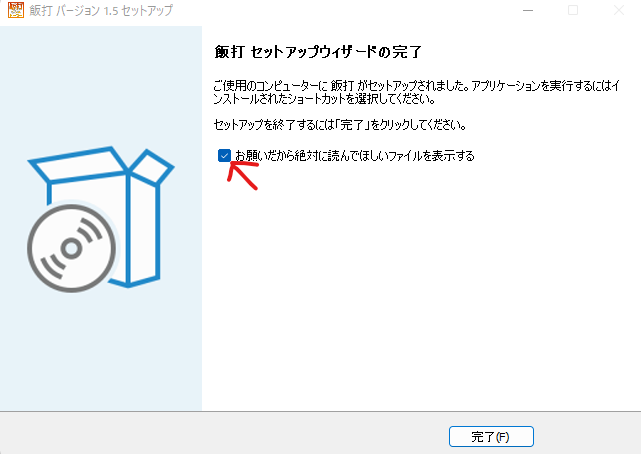 飯打 バージョン 1.5 セットアップ
飯打 セットアップウィザードの完了
ご使用のコンピューターに 飯打 がセットアップされました。アプリケーションを実行するにはイ
ンストールされたショートカットを選択してください。
セットアップを終了するには「完了」をクリックしてください。
お願いだから絶対に読んでほしいファイルを表示する
完了(F)